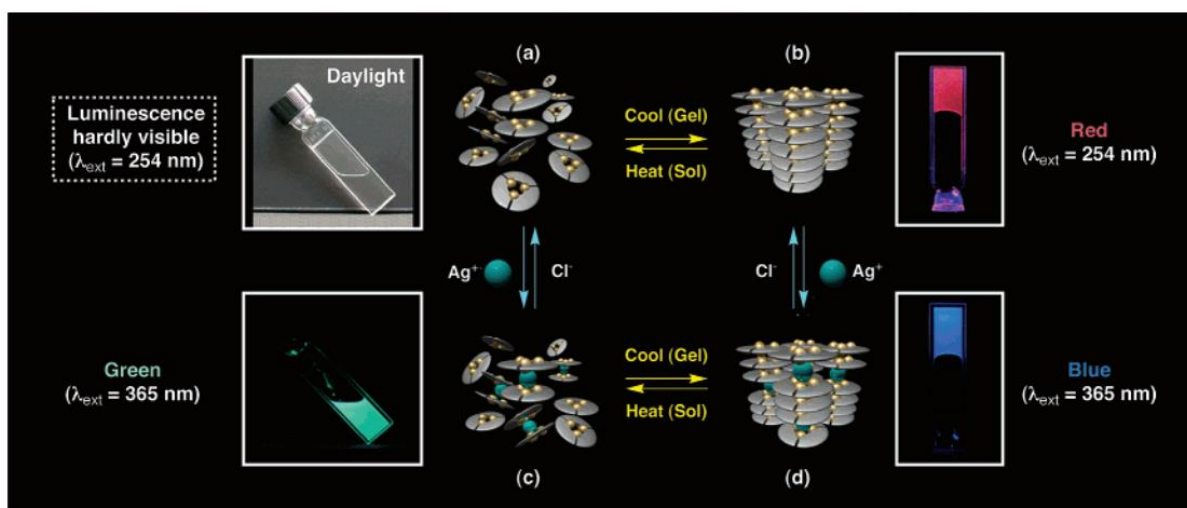 Daylight
(a)
(b)
Luminescence
hardly visible
(λext = 254 nm)
Cool (Gel)
Heat (Sol)
Red
(λext = 254 nm)
Ag+
Cl-
Cl-
Ag+
Green
(λext = 365 nm)
Cool (Gel)
Heat (Sol)
Blue
(λext = 365 nm)
(c)
(d)